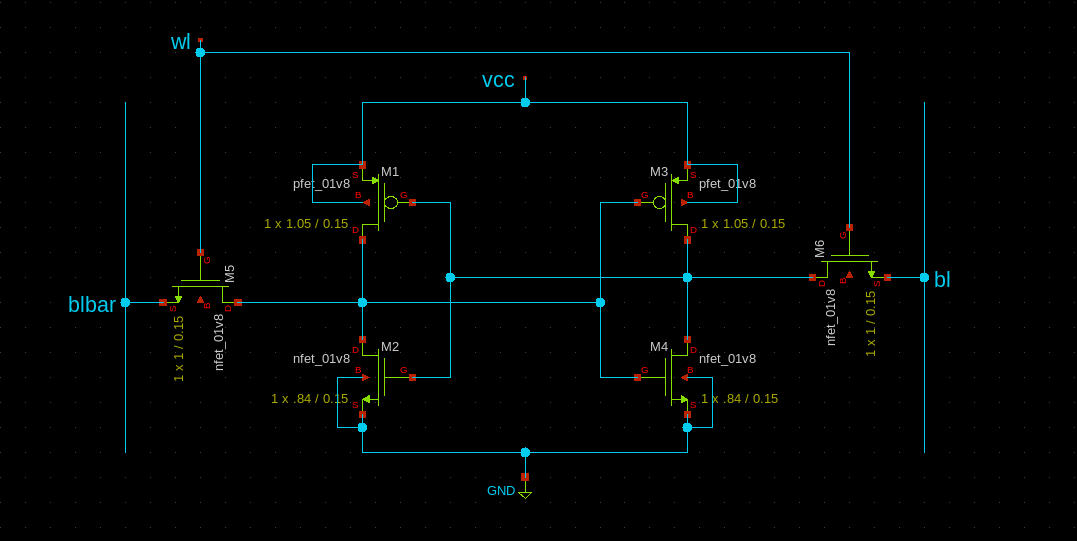 wl
vcc
M1
M3
S
S
pfet_01v8
pfet_01v8
B
G
G
B
1 x 1.05 / 0.15
1 x 1.05 / 0.15
D
D
G
M5
G
M6
blbar
S
B
D
D
B
S
bl
1 x 1 / 0.15
nfet_01v8
nfet_01v8
1 x 1 / 0.15
M2
M4
D
D
nfet_01v8
nfet_01v8
B
G
G
B
1 x .84 / 0.15
1 x .84 / 0.15
S
S
GND